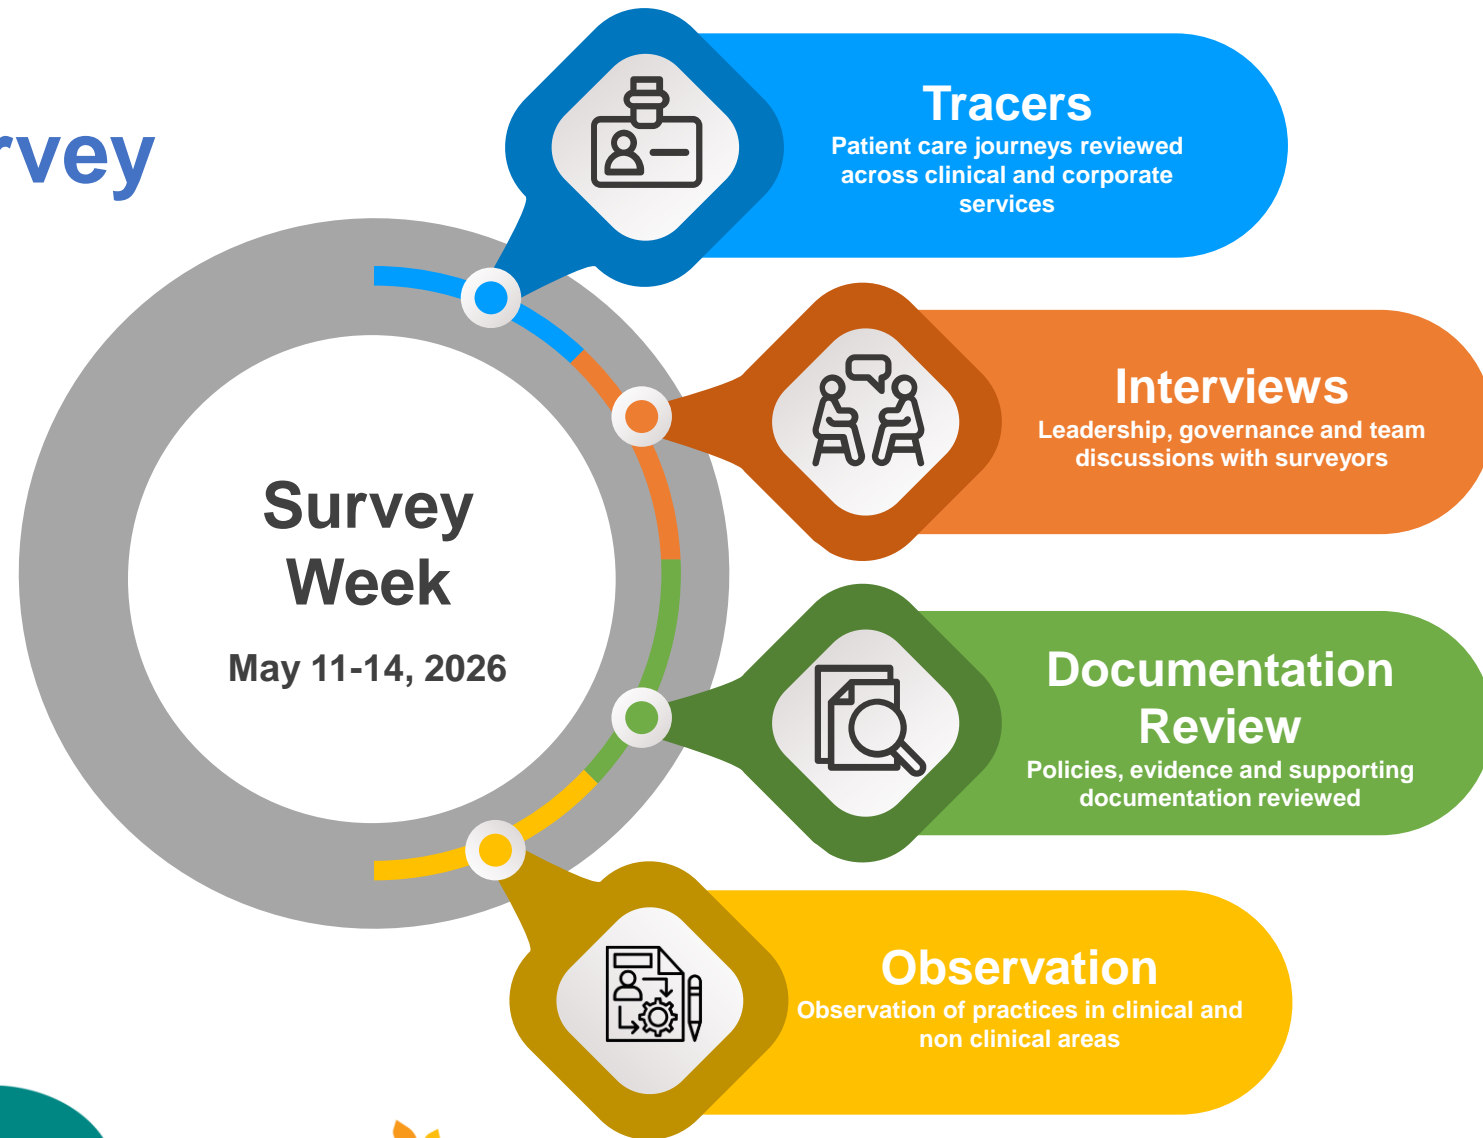 rvey
Tracers
Patient care journeys reviewed
across clinical and corporate
services
Interviews
Leadership, governance and team
discussions with surveyors
Survey
Week
May 11-14, 2026
Documentation
Review
Policies, evidence and supporting
documentation reviewed
Observation
Observation of practices in clinical and
non clinical areas